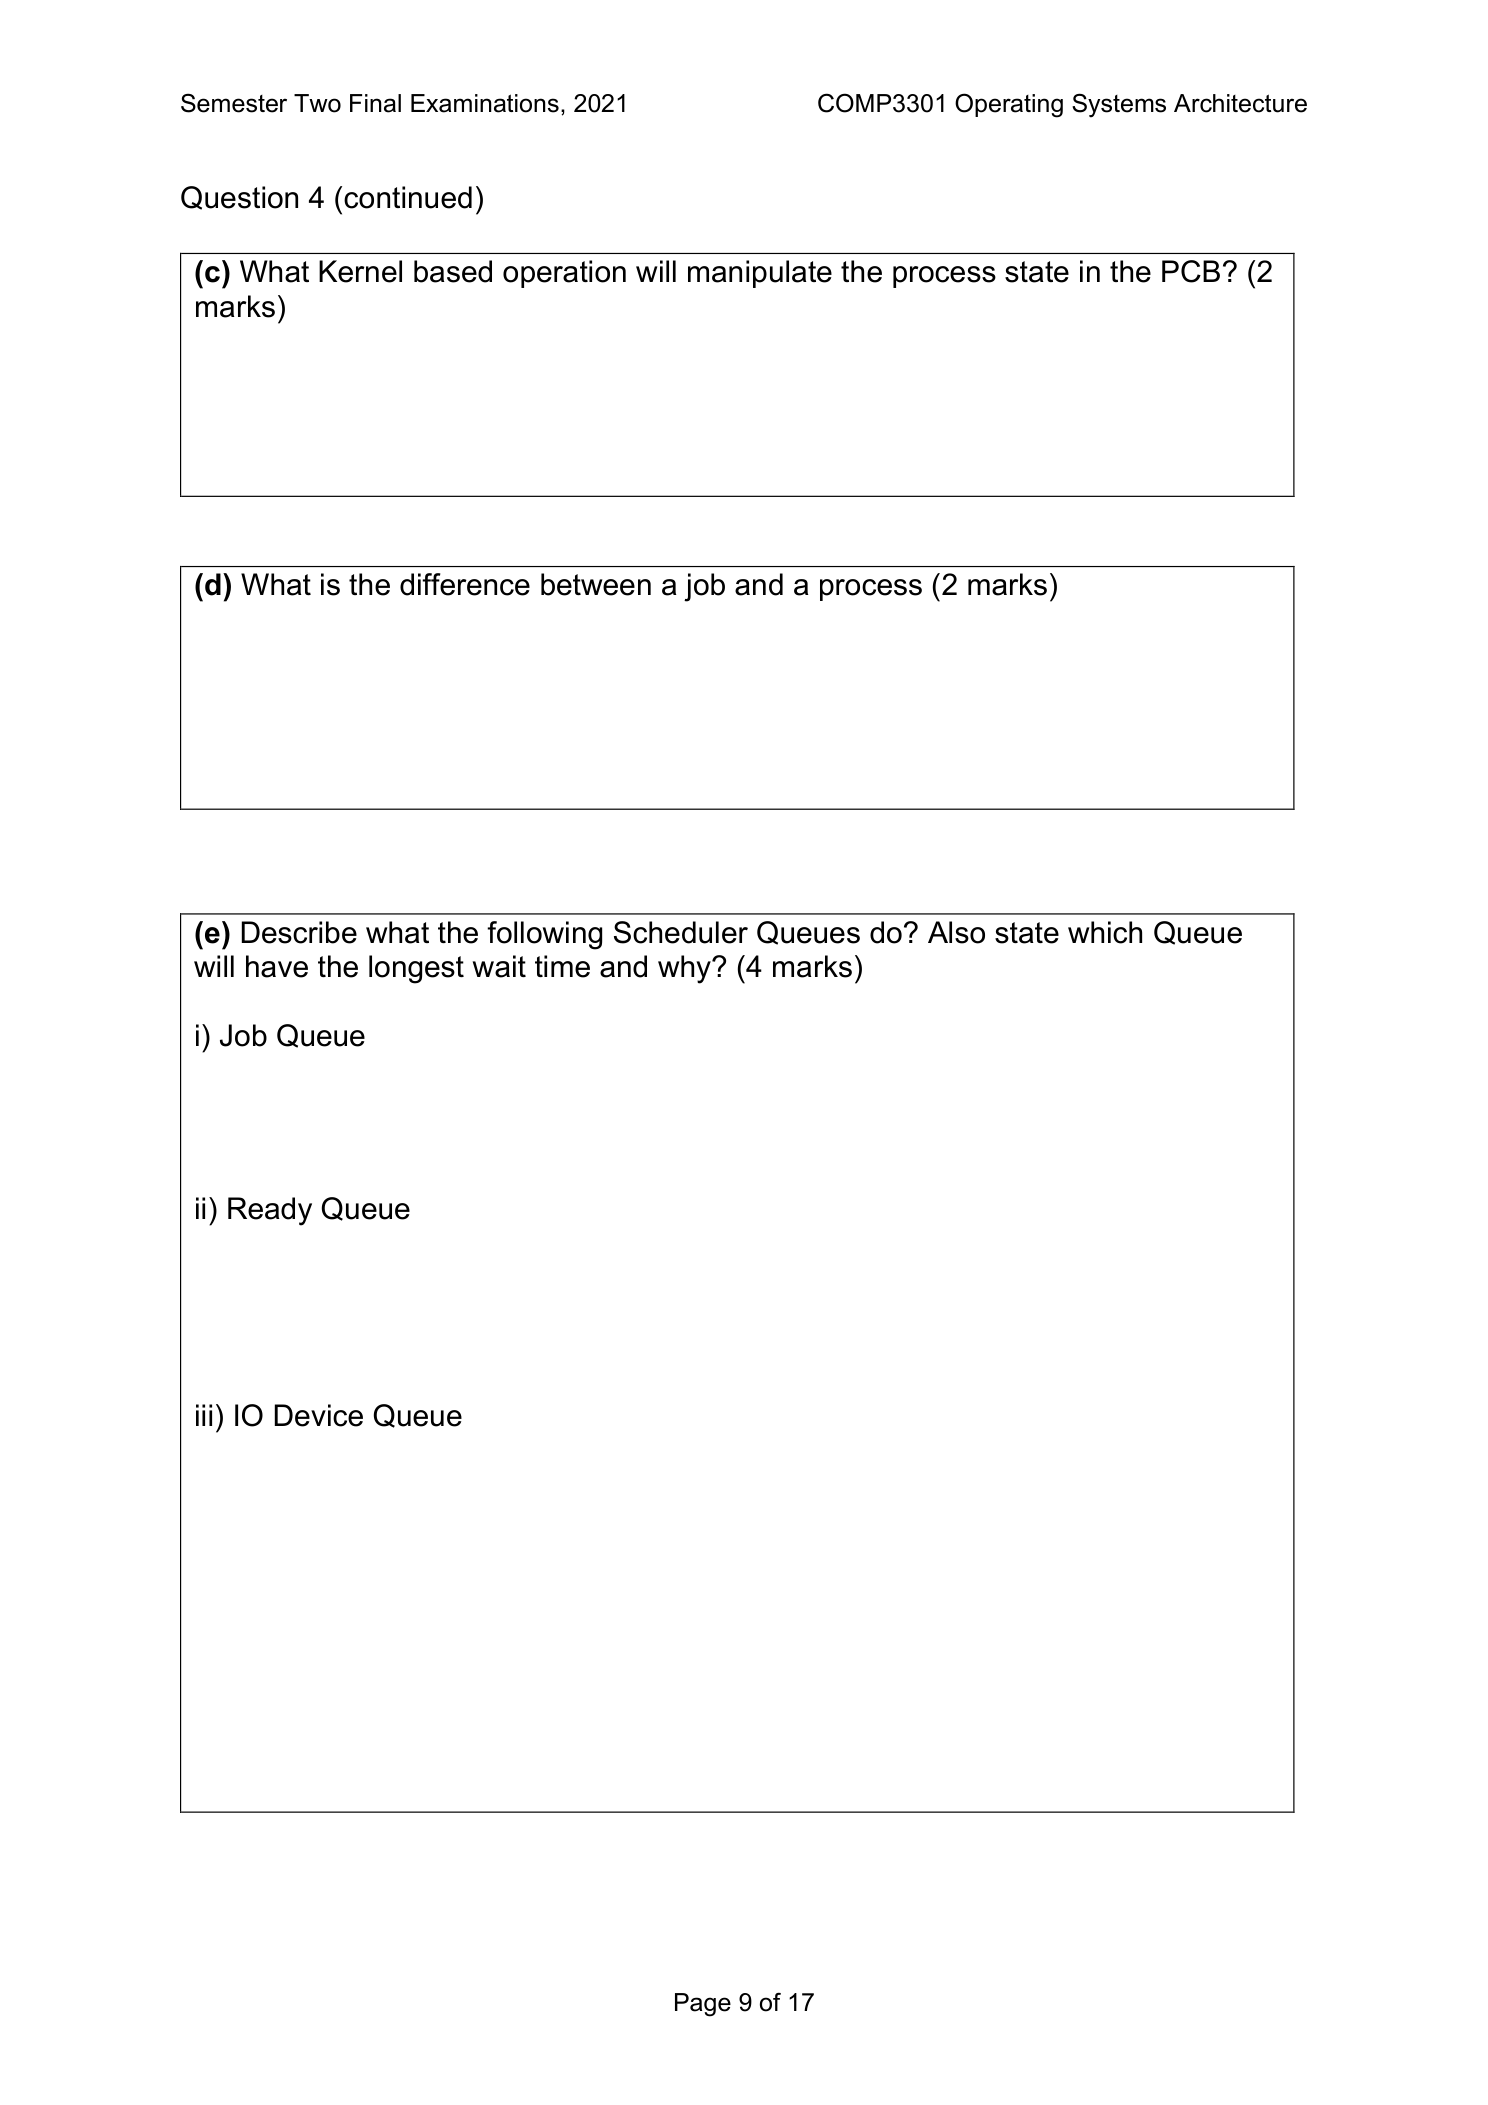 Semester Two Final Examinations, 2021 COMP3301 Operating Systems Architecture
Question 4 (continued)
(c) What Kernel based operation will manipulate the process state in the PCB? (2
marks)
(d) What is the difference between a job and a process (2 marks)
(e) Describe what the following Scheduler Queues do? Also state which Queue
will have the longest wait time and why? (4 marks)
i) Job Queue
ii) Ready Queue
iii) IO Device Queue
Page 9 of 17